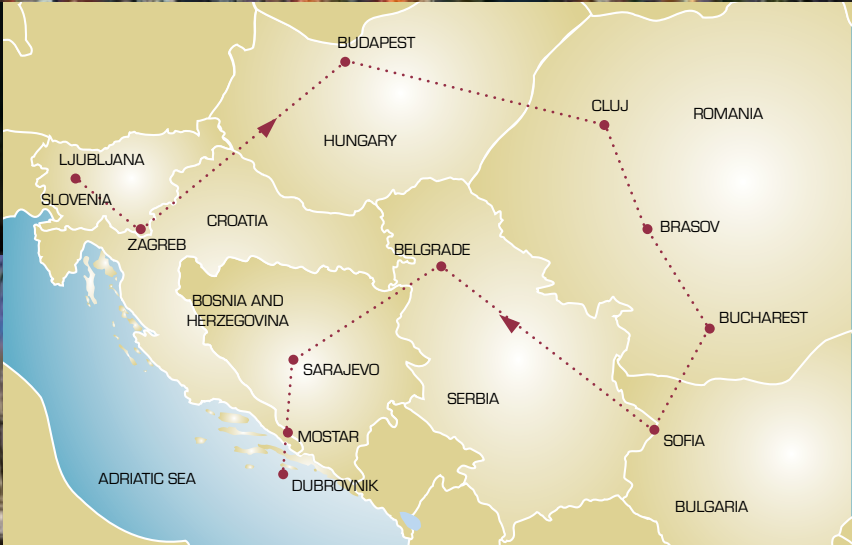 BUDAPEST
CLUJ
ROMANIA
HUNGARY
LJUBLJANA
SLOVENIA
CROATIA
BRASOV
ZAGREB
BELGRADE
BOSNIA AND
HERZEGOVINA
BUCHAREST
SARAJEVO
SERBIA
MOSTAR
SOFIA
ADRIATIC SEA
DUBROVNIK
BULGARIA